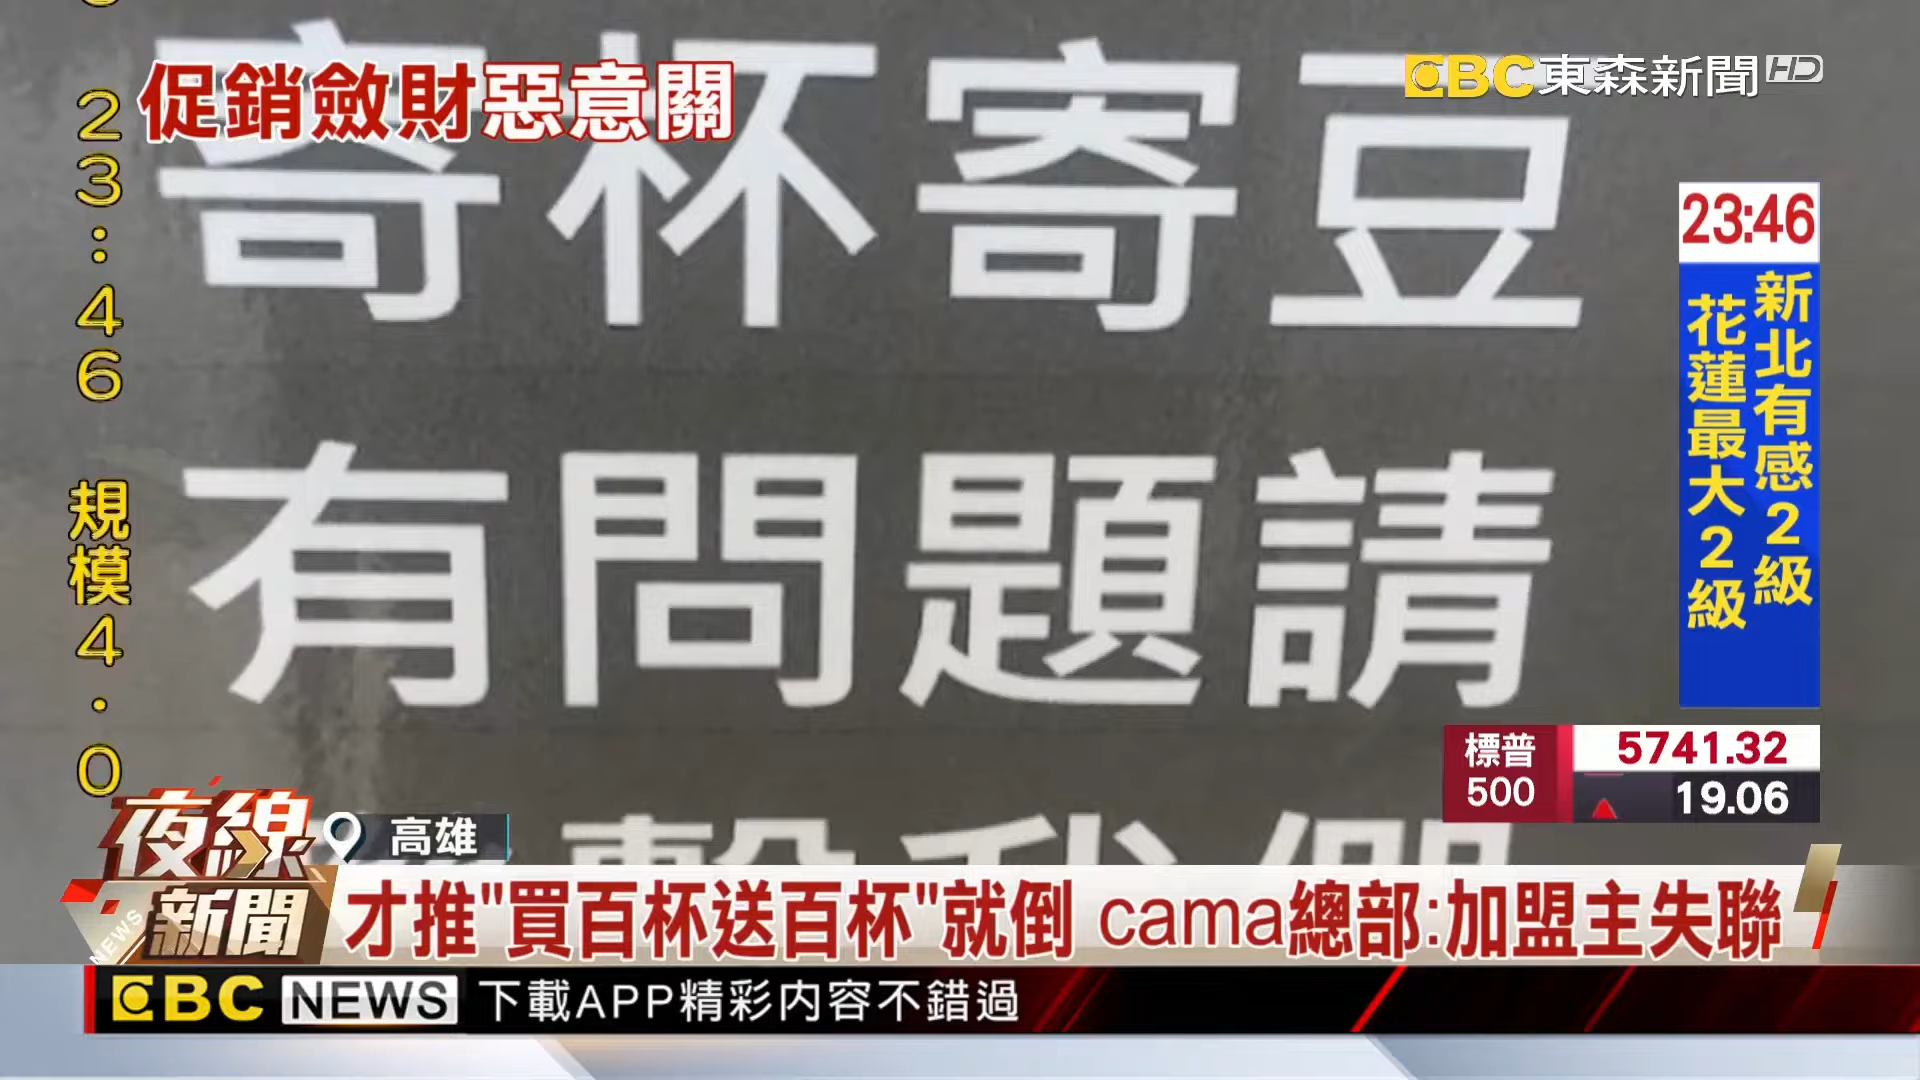 促銷斂財惡意關
EBC東森新聞HD
寄杯寄豆
有問題請
23:46 規模4.0
23:46
新北有感2級
花蓮最大2級
標普
500
5741.32
19.06
夜線
新聞
NEWS
高雄
才推"買百杯送百杯"就倒 cama總部:加盟主失聯
EBC NEWS 下載APP精彩內容不錯過